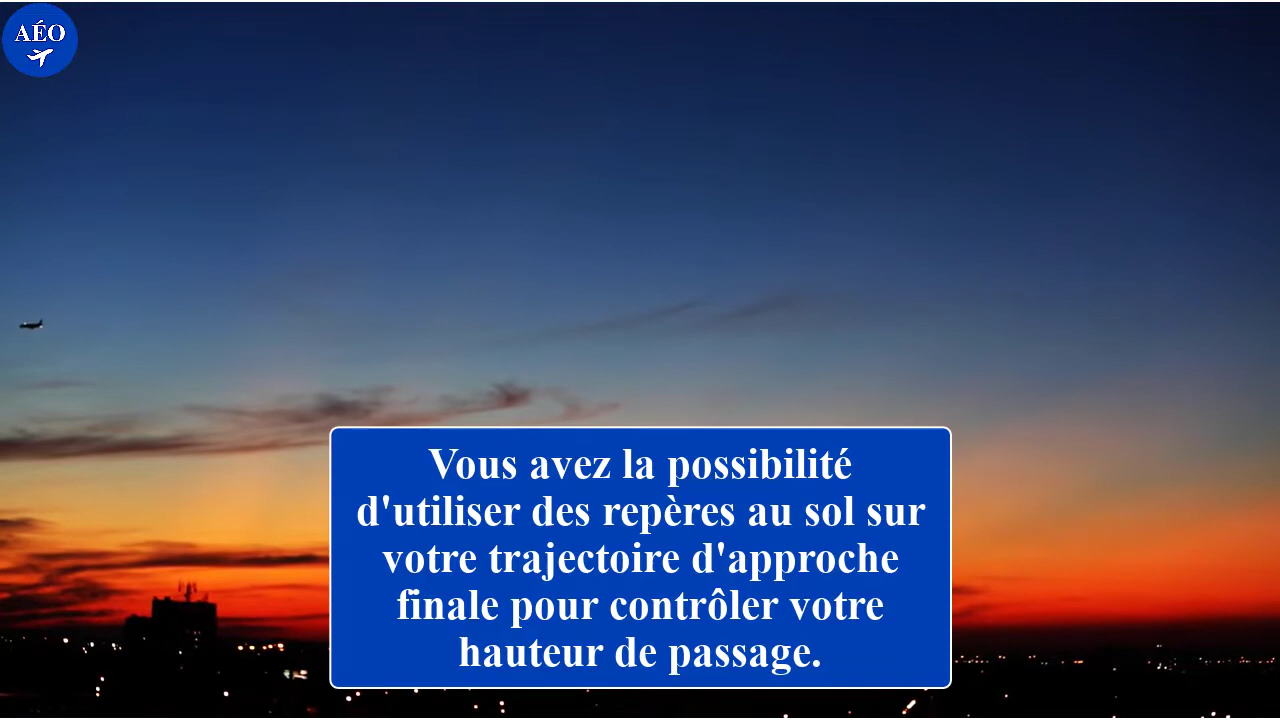 AÉO
Vous avez la possibilité
d'utiliser des repères au sol sur
votre trajectoire d'approche
finale pour contrôler votre
hauteur de passage.